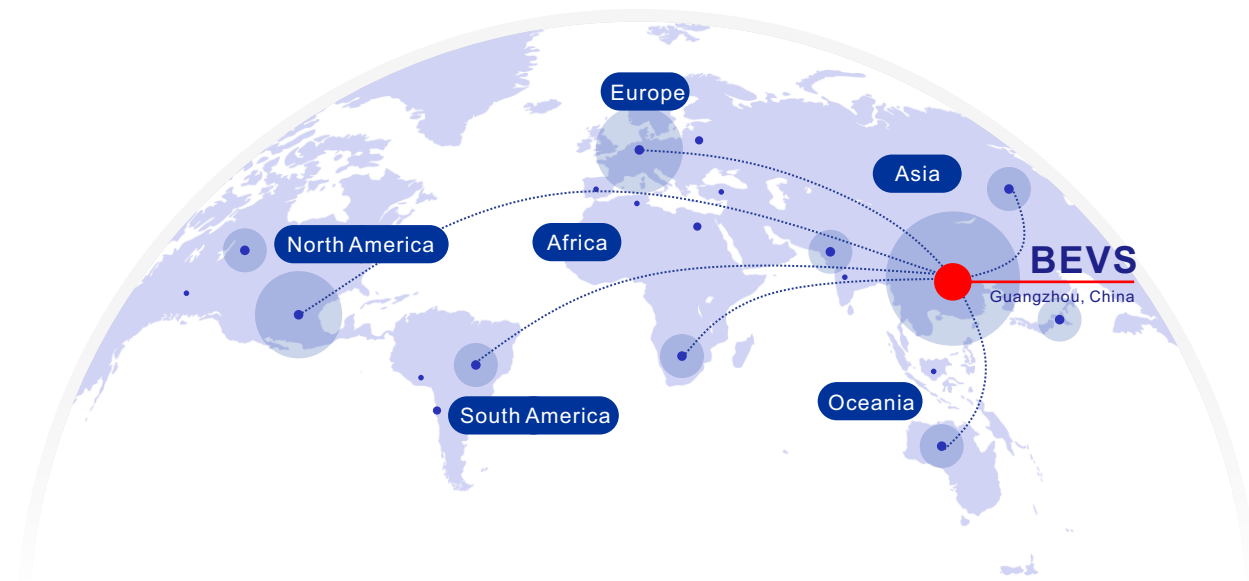 Europe
Asia
North America
Africa
BEVS
Guangzhou, China
Oceania
South America